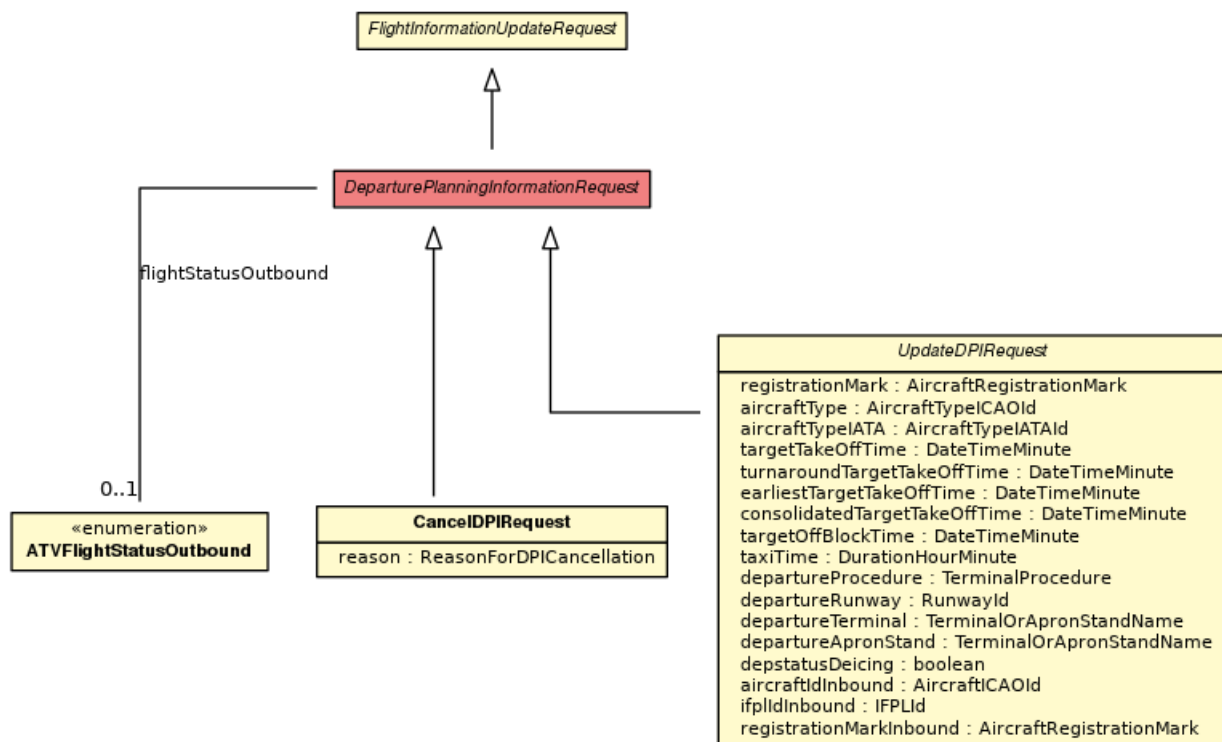 FlightInformationUpdateRequest
DeparturePlanningInformationRequest
flightStatusOutbound
0..1
«enumeration»
ATVFlightStatusOutbound
CancelDPIRequest
reason : ReasonForDPICancellation
UpdateDPIRequest
registrationMark : AircraftRegistrationMark
aircraftType : AircraftTypeICAOId
aircraftTypeIATA : AircraftTypeIATAId
targetTakeOffTime : DateTimeMinute
turnaroundTargetTakeOffTime : DateTimeMinute
earliestTargetTakeOffTime : DateTimeMinute
consolidatedTargetTakeOffTime : DateTimeMinute
targetOffBlockTime : DateTimeMinute
taxiTime : DurationHourMinute
departureProcedure : TerminalProcedure
departureRunway : RunwayId
departureTerminal : TerminalOrApronStandName
departureApronStand : TerminalOrApronStandName
depstatusDeicing : boolean
aircraftIdInbound : AircraftICAOId
ifplIdInbound : IFPLId
registrationMarkInbound : AircraftRegistrationMark